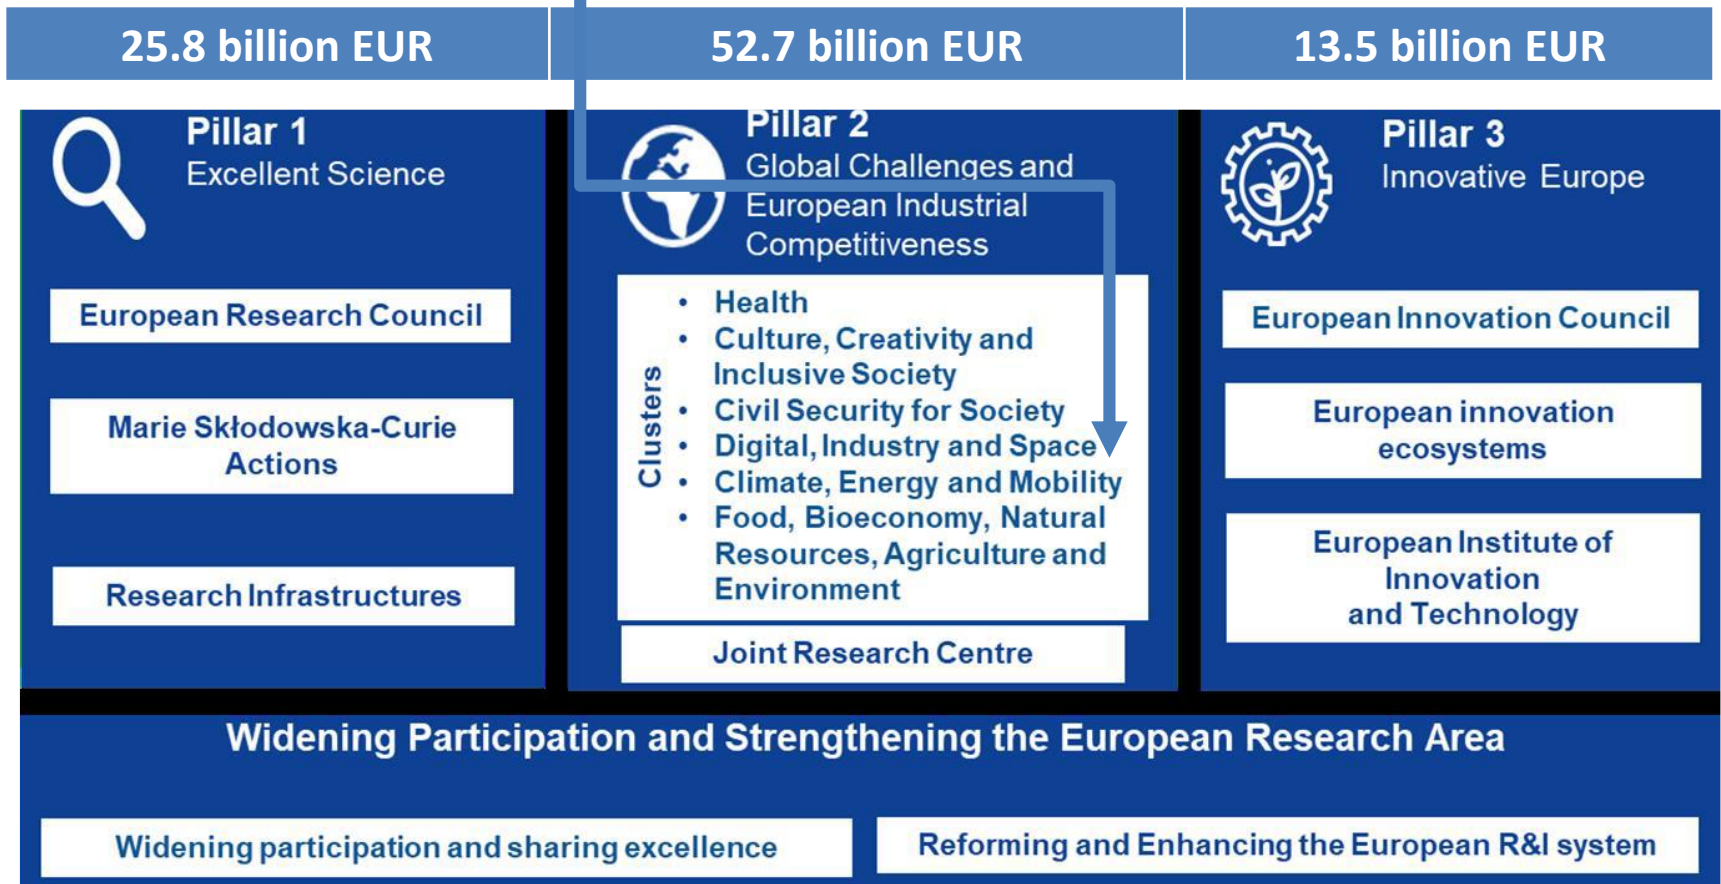 25.8 billion EUR
52.7 billion EUR
13.5 billion EUR
Pillar 1
Excellent Science
European Research Council
Marie Skłodowska-Curie
Actions
Research Infrastructures
Pillar 2
Global Challenges and
European Industrial
Competitiveness
Clusters
• Health
• Culture, Creativity and
Inclusive Society
• Civil Security for Society
• Digital, Industry and Space
• Climate, Energy and Mobility
• Food, Bioeconomy, Natural
Resources, Agriculture and
Environment
Joint Research Centre
Pillar 3
Innovative Europe
European Innovation Council
European innovation
ecosystems
European Institute of
Innovation
and Technology
Widening Participation and Strengthening the European Research Area
Widening participation and sharing excellence
Reforming and Enhancing the European R&I system